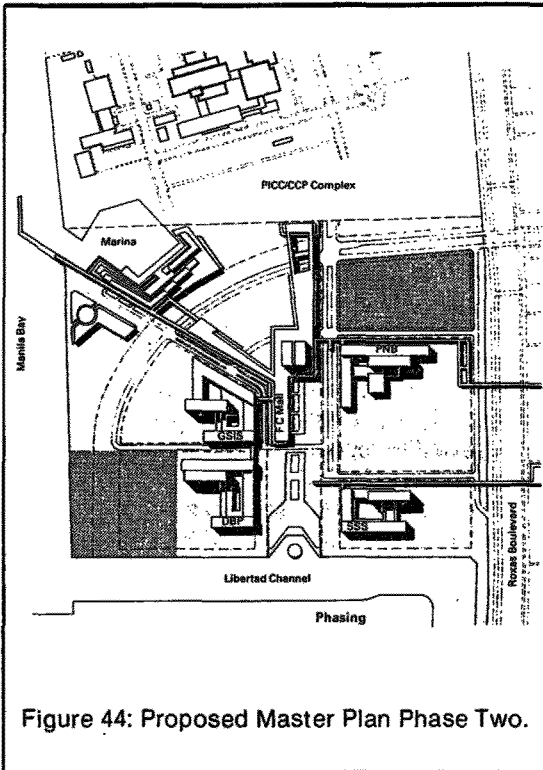 PICC/CCP Complex
Marina
Manila Bay
PNB
FC Mall
GSIS
DBP
SSS
Roxas Boulevard
Libertad Channel
Phasing
Figure 44: Proposed Master Plan Phase Two.